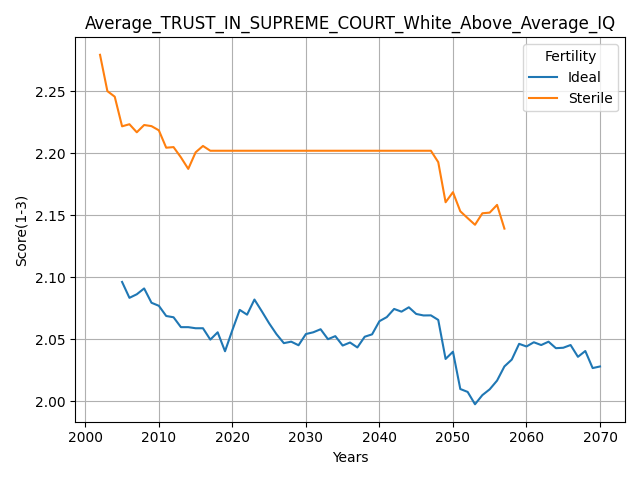 Average_TRUST_IN_SUPREME_COURT_White_Above_Average_IQ
Fertility
Ideal
Sterile
Score(1-3)
2.25
2.20
2.15
2.10
2.05
2.00
2000 2010 2020 2030 2040 2050 2060 2070
Years